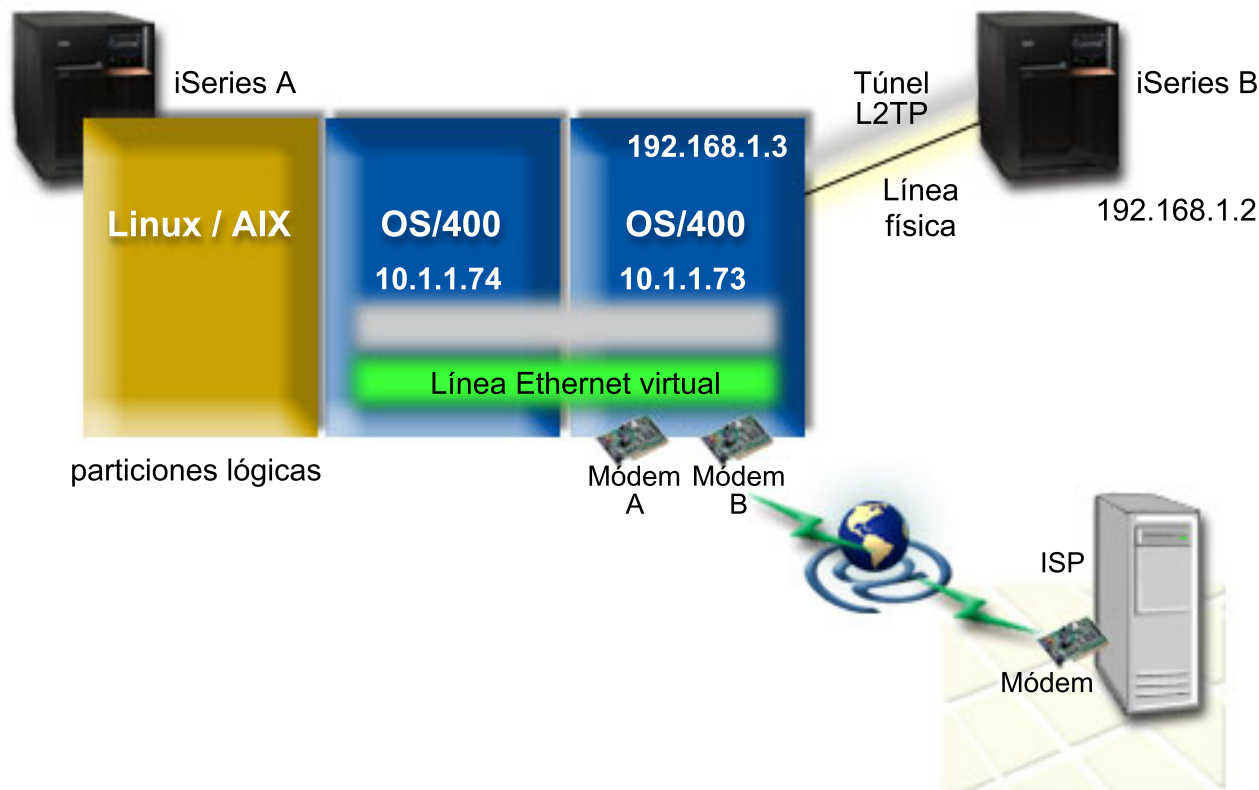 iSeries A
Túnel
L2TP
iSeries B
192.168.1.3
Línea
física
192.168.1.2
Linux / AIX
OS/400
OS/400
10.1.1.74
10.1.1.73
Línea Ethernet virtual
particiones lógicas
Módem
A
Módem
B
ISP
Módem